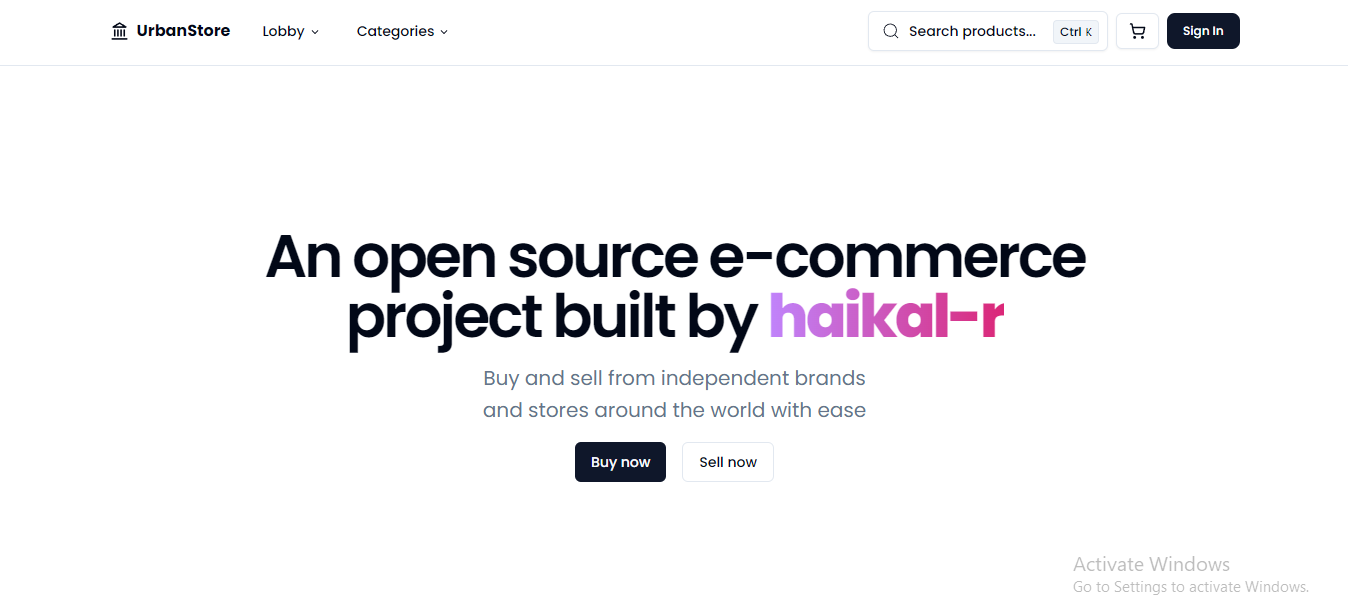 UrbanStore Lobby Categories Search products... Ctrl K Sign In
An open source e-commerce
project built by haikal-r
Buy and sell from independent brands
and stores around the world with ease
Buy now Sell now
Activate Windows
Go to Settings to activate Windows.